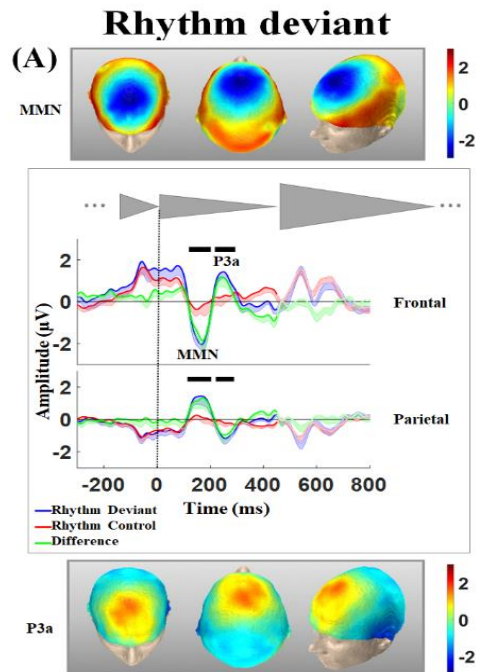 Rhythm deviant
(A)
MMN
2
0
-2
P3a
2
0
-2
Frontal
MMN
Amplitude (μV)
2
0
-2
Parietal
-200 0 200 400 600 800
Time (ms)
Rhythm Deviant
Rhythm Control
Difference
P3a
2
0
-2